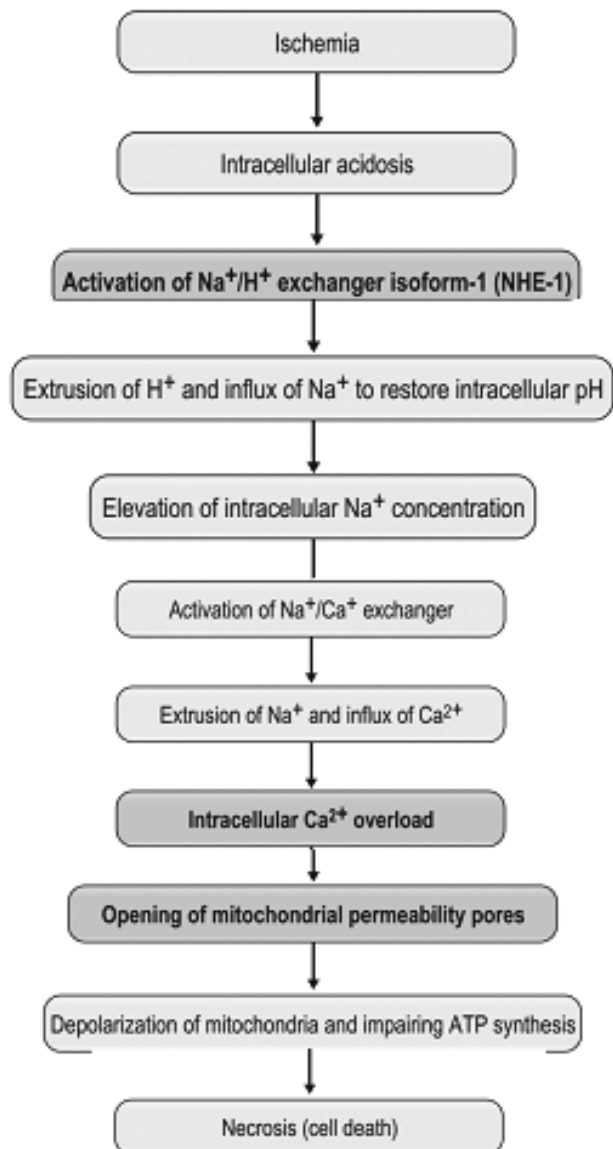 Ischemia
Intracellular acidosis
Activation of Na⁺/H⁺ exchanger isoform-1 (NHE-1)
Extrusion of H⁺ and influx of Na⁺ to restore intracellular pH
Elevation of intracellular Na⁺ concentration
Activation of Na⁺/Ca⁺ exchanger
Extrusion of Na⁺ and influx of Ca²⁺
Intracellular Ca²⁺ overload
Opening of mitochondrial permeability pores
Depolarization of mitochondria and impairing ATP synthesis
Necrosis (cell death)